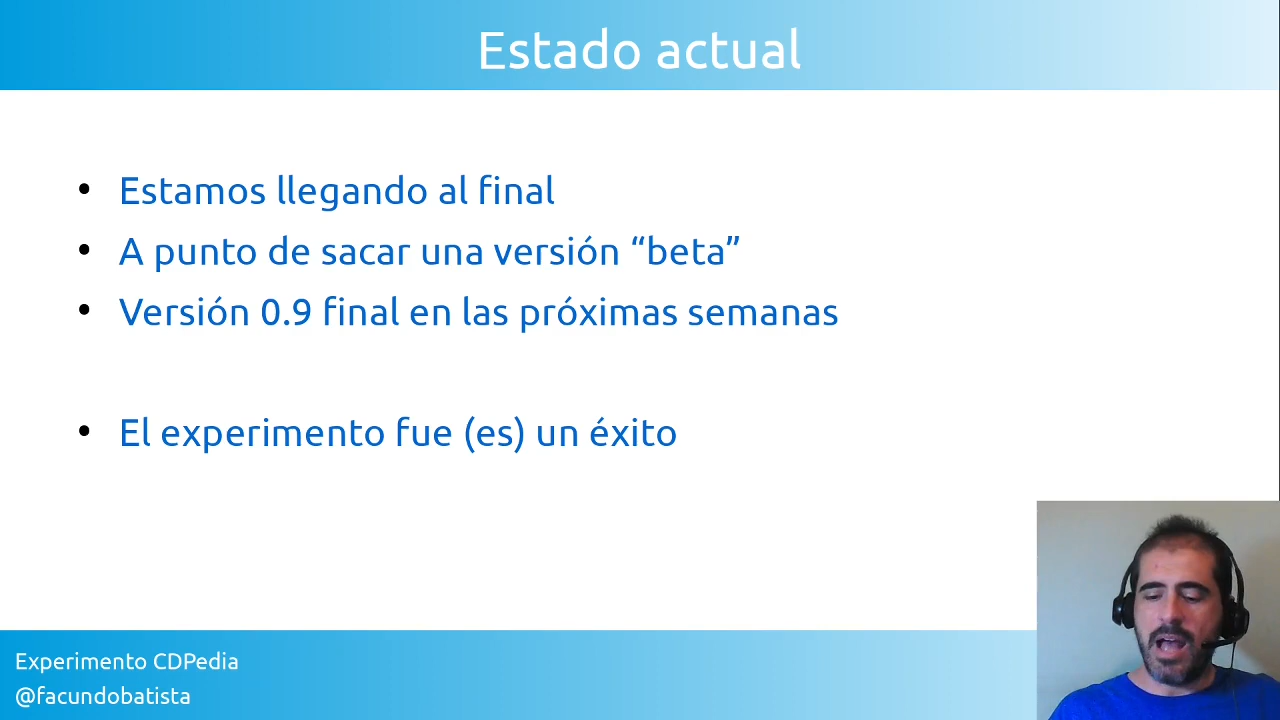 Estado actual
• Estamos llegando al final
• A punto de sacar una versión “beta”
• Versión 0.9 final en las próximas semanas
• El experimento fue (es) un éxito
Experimento CDPedia
@facundobatista